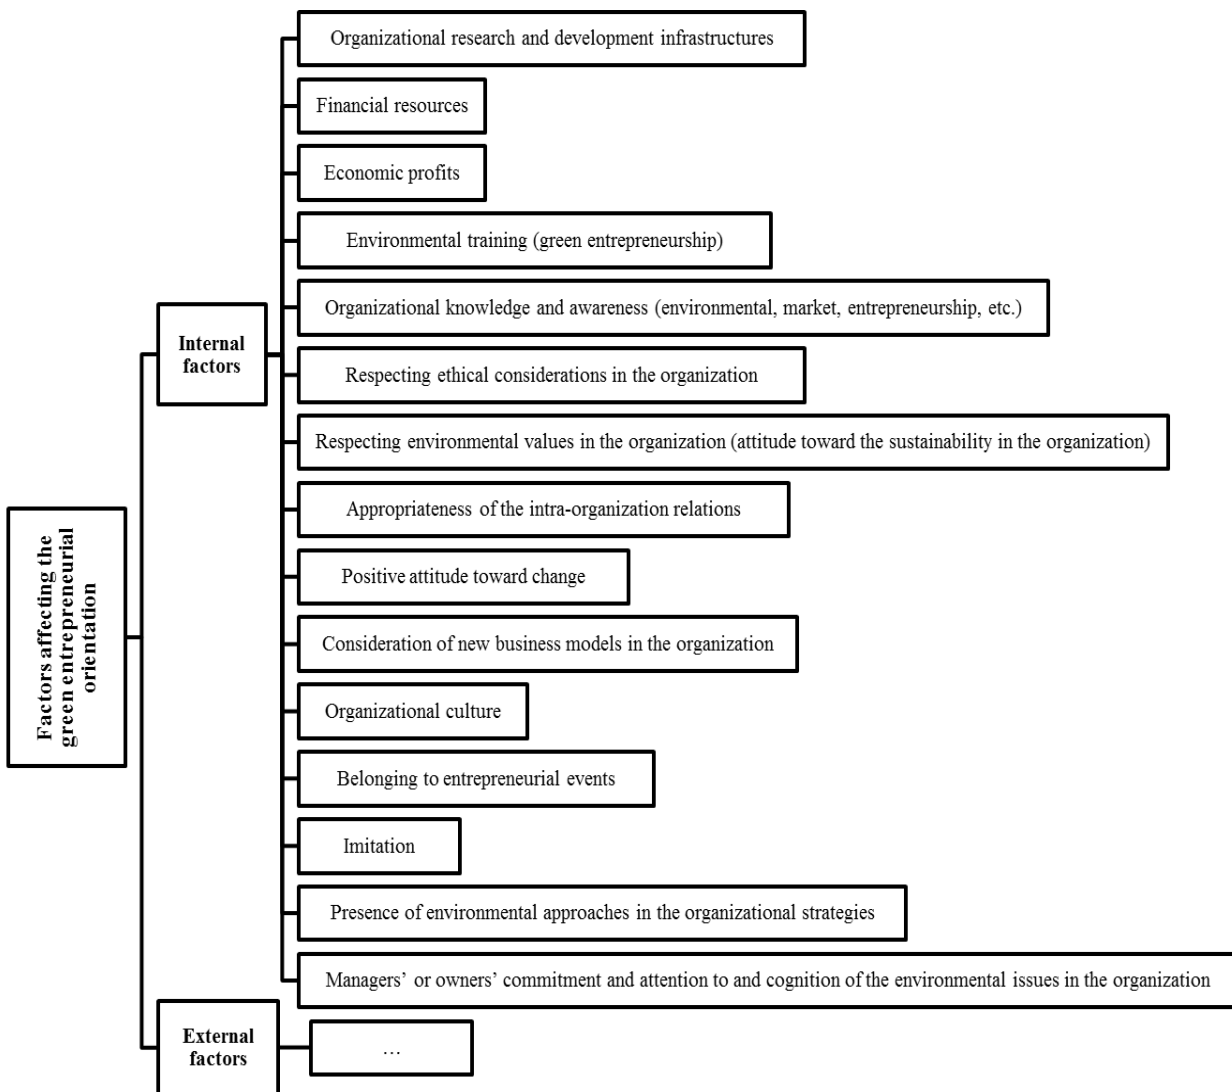 Factors affecting the
green entrepreneurial
orientation
Internal
factors
Organizational research and development infrastructures
Financial resources
Economic profits
Environmental training (green entrepreneurship)
Organizational knowledge and awareness (environmental, market, entrepreneurship, etc.)
Respecting ethical considerations in the organization
Respecting environmental values in the organization (attitude toward the sustainability in the organization)
Appropriateness of the intra-organization relations
Positive attitude toward change
Consideration of new business models in the organization
Organizational culture
Belonging to entrepreneurial events
Imitation
Presence of environmental approaches in the organizational strategies
Managers’ or owners’ commitment and attention to and cognition of the environmental issues in the organization
External
factors
…